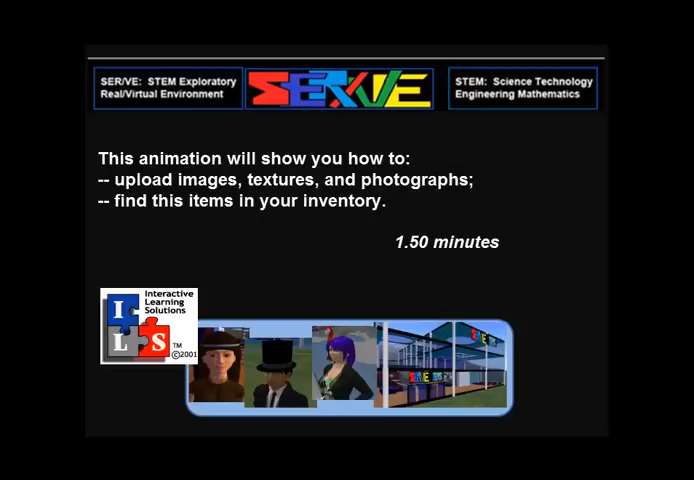 SER/VE: STEM Exploratory
Real/Virtual Environment
SER/VE
STEM: Science Technology
Engineering Mathematics
This animation will show you how to:
-- upload images, textures, and photographs;
-- find this items in your inventory.
1.50 minutes
Interactive
Learning
Solutions
I
L S
TM
©2001